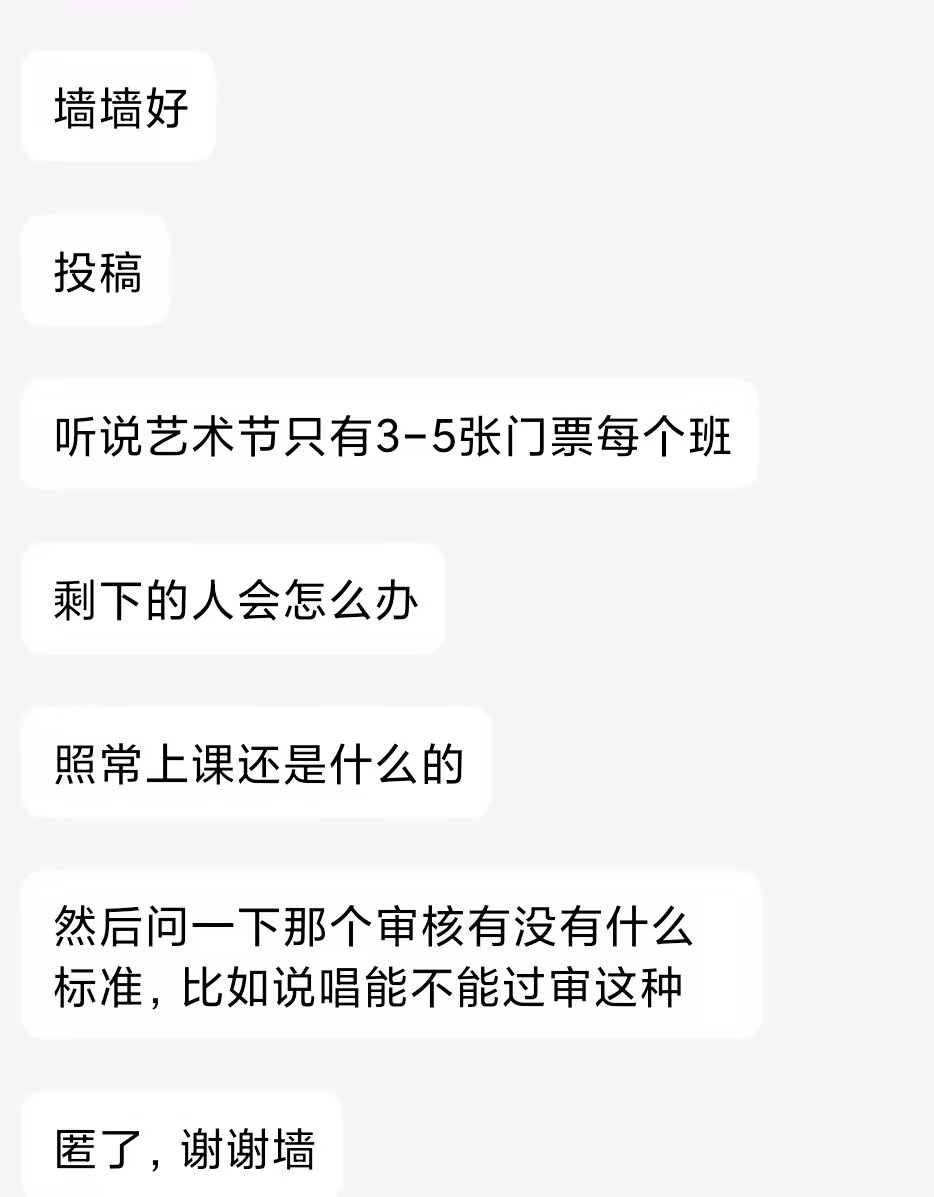 墙墙好
投稿
听说艺术节只有3-5张门票每个班
剩下的人会怎么办
照常上课还是什么的
然后问一下那个审核有没有什么
标准，比如说唱能不能过审这种
匿了，谢谢墙